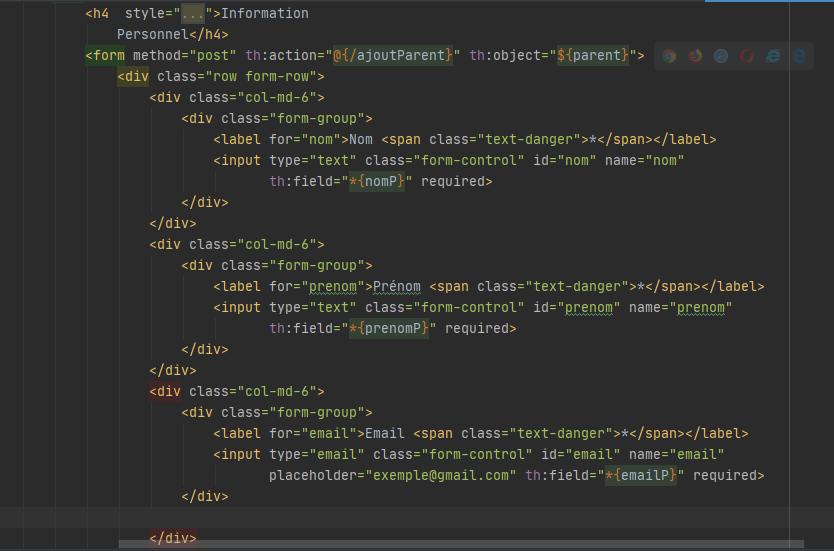 <h4  style="...">Information
Personnel</h4>
<form method="post" th:action="@{/ajoutParent}" th:object="${parent}">
<div class="row form-row">
<div class="col-md-6">
<div class="form-group">
<label for="nom">Nom <span class="text-danger">*</span></label>
<input type="text" class="form-control" id="nom" name="nom"
th:field="*{nomP}" required>
</div>
</div>
<div class="col-md-6">
<div class="form-group">
<label for="prenom">Prénom <span class="text-danger">*</span></label>
<input type="text" class="form-control" id="prenom" name="prenom"
th:field="*{prenomP}" required>
</div>
</div>
<div class="col-md-6">
<div class="form-group">
<label for="email">Email <span class="text-danger">*</span></label>
<input type="email" class="form-control" id="email" name="email"
placeholder="exemple@gmail.com" th:field="*{emailP}" required>
</div>
</div>